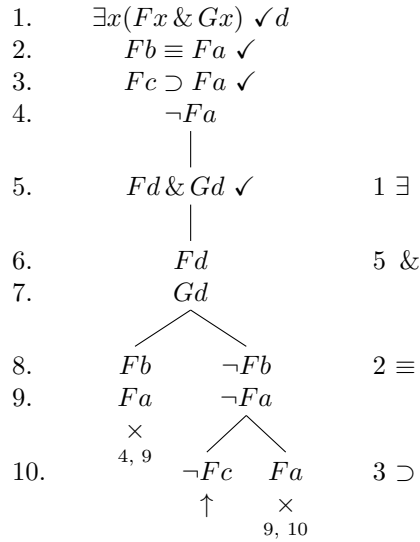 1. ∃x(Fx & Gx) ✓d
2. Fb ≡ Fa ✓
3. Fc ⊃ Fa ✓
4. ¬Fa
5. Fd & Gd ✓ 1 ∃
6. Fd 5 &
7. Gd
8. Fb ¬Fb 2 ≡
9. Fa ¬Fa
×
4, 9
10. ¬Fc Fa 3 ⊃
↑ ×
9, 10